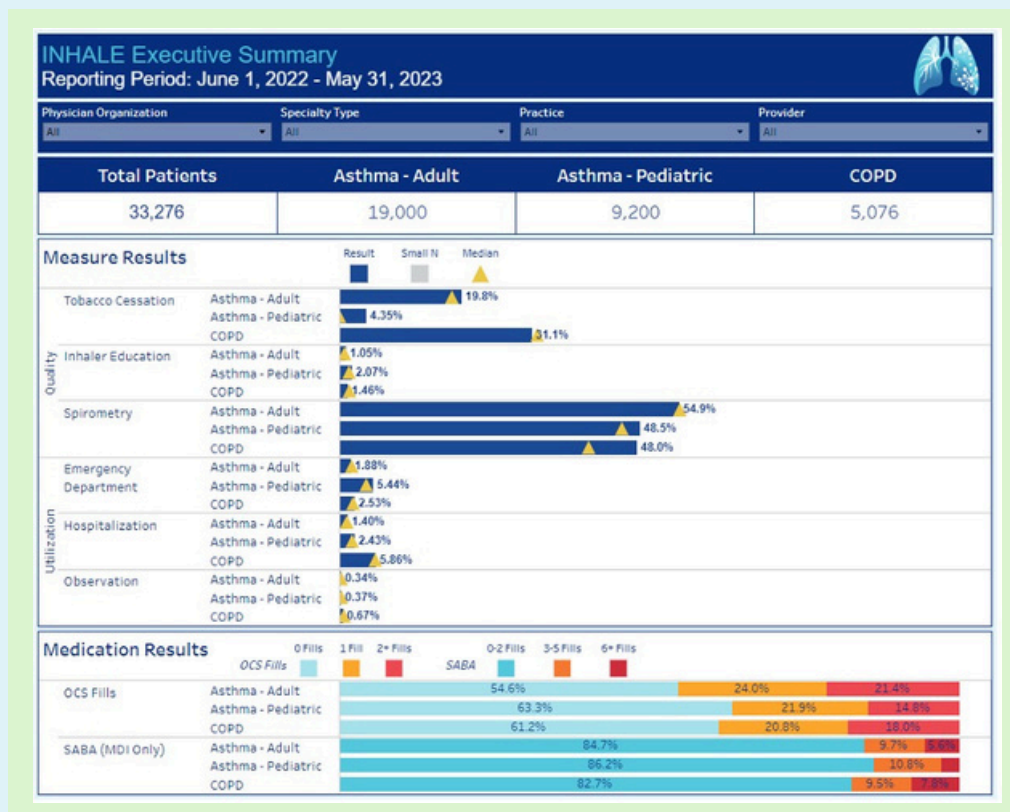 INHALE Executive Summary
Reporting Period: June 1, 2022 - May 31, 2023
Physician Organization Specialty Type Practice Provider
All All All All
Total Patients Asthma - Adult Asthma - Pediatric COPD
33,276 19,000 9,200 5,076
Measure Results Result Small N Median
Quality
Tobacco Cessation Asthma - Adult 19.8%
Asthma - Pediatric 4.35%
COPD 31.1%
Inhaler Education Asthma - Adult 1.05%
Asthma - Pediatric 2.07%
COPD 1.46%
Spirometry Asthma - Adult 54.9%
Asthma - Pediatric 48.5%
COPD 48.0%
Utilization
Emergency Asthma - Adult 1.88%
Department Asthma - Pediatric 5.44%
COPD 2.53%
Hospitalization Asthma - Adult 1.40%
Asthma - Pediatric 2.43%
COPD 5.86%
Observation Asthma - Adult 0.34%
Asthma - Pediatric 0.37%
COPD 0.67%
Medication Results 0 Fills 1 Fill 2+ Fills 0-2 Fills 3-5 Fills 6+ Fills
OCS Fills SABA
OCS Fills Asthma - Adult 54.6% 24.0% 21.4%
Asthma - Pediatric 63.3% 21.9% 14.8%
COPD 61.2% 20.8% 18.0%
SABA (MDI Only) Asthma - Adult 84.7% 9.7% 5.6%
Asthma - Pediatric 86.2% 10.8%
COPD 82.7% 9.5% 7.8%